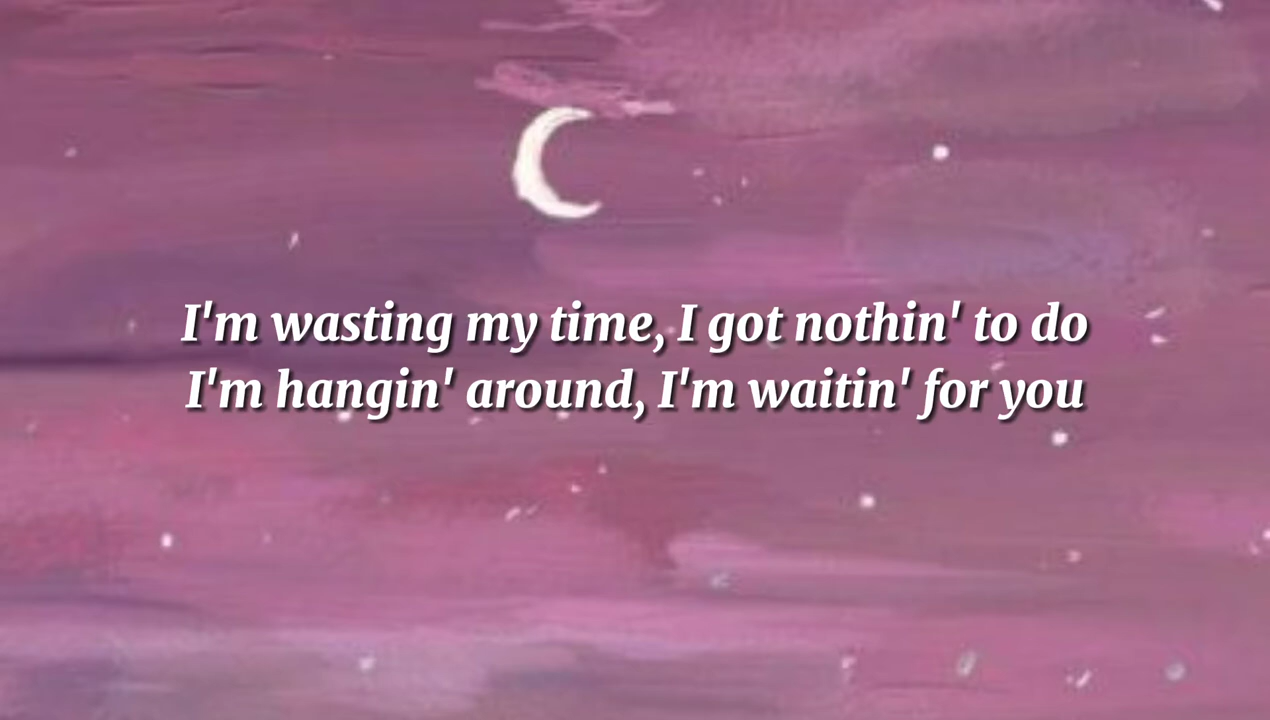 I'm wasting my time, I got nothin' to do
I'm hangin' around, I'm waitin' for you